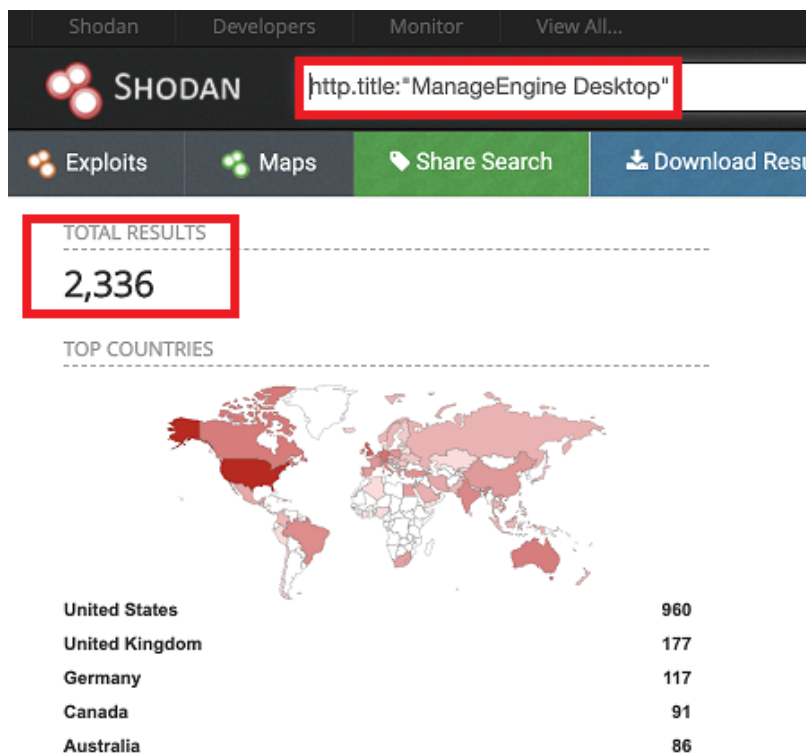 Shodan Developers Monitor View All...
SHODAN http.title:"ManageEngine Desktop"
Exploits Maps Share Search Download Resu
TOTAL RESULTS
2,336
TOP COUNTRIES
United States 960
United Kingdom 177
Germany 117
Canada 91
Australia 86